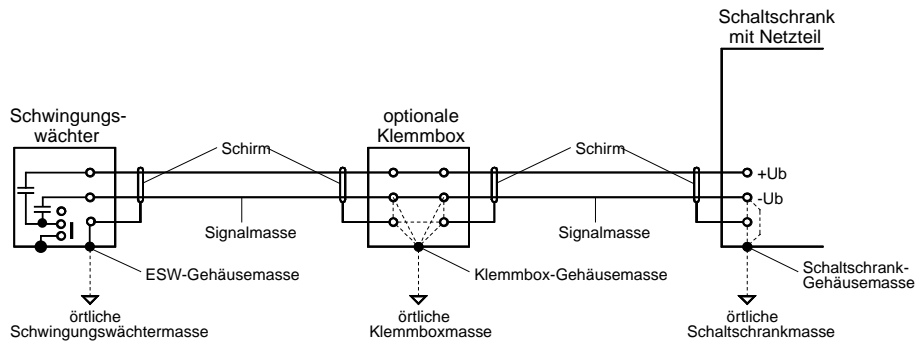 Schaltschrank
mit Netzteil
Schwingungs-
wächter
optionale
Klemmbox
Schirm
Schirm
+Ub
-Ub
Signalmasse
Signalmasse
ESW-Gehäusemasse
Klemmbox-Gehäusemasse
Schaltschrank-
Gehäusemasse
örtliche
Schwingungswächtermasse
örtliche
Klemmboxmasse
örtliche
Schaltschrankmasse